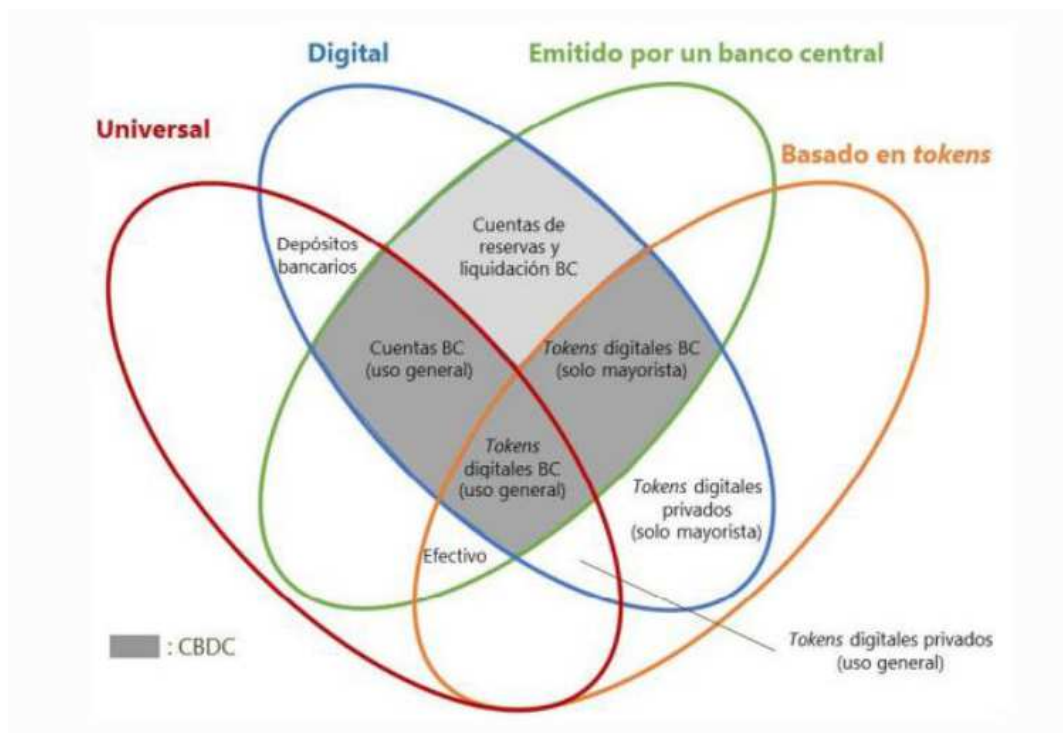 Digital
Emitido por un banco central
Universal
Basado en tokens
Cuentas de
reservas y
liquidación BC
Depósitos
bancarios
Cuentas BC
(uso general)
Tokens digitales BC
(solo mayorista)
Tokens
digitales BC
(uso general)
Tokens digitales
privados
(solo mayorista)
Efectivo
: CBDC
Tokens digitales privados
(uso general)